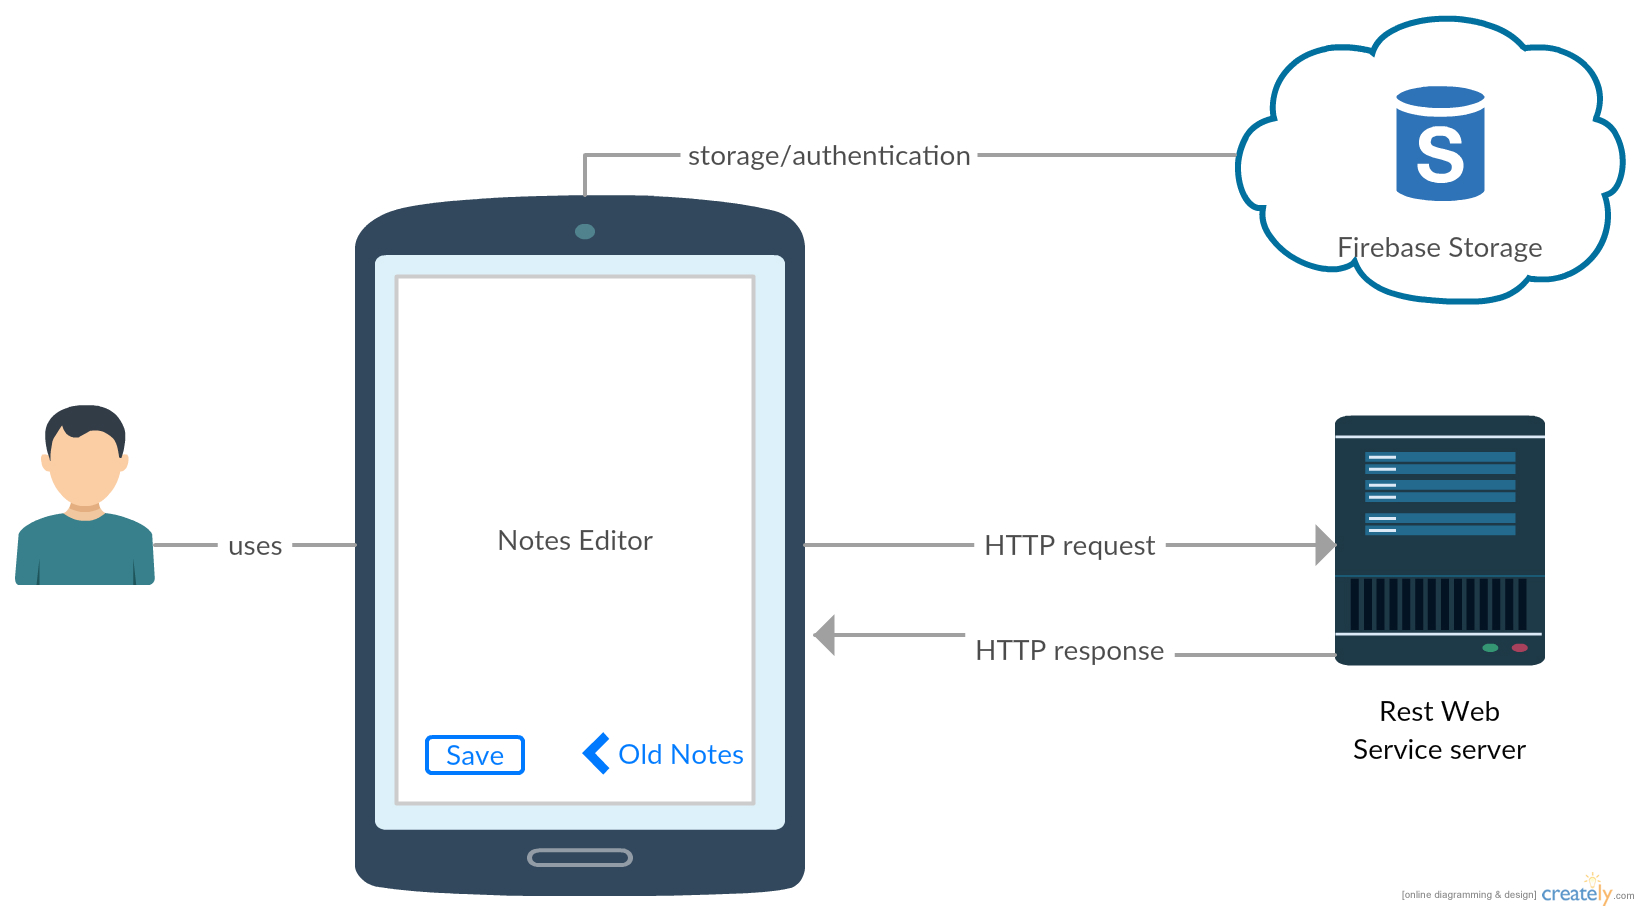 storage/authentication
S
Firebase Storage
uses
Notes Editor
HTTP request
HTTP response
Save
Old Notes
Rest Web
Service server
[online diagramming & design] creately.com